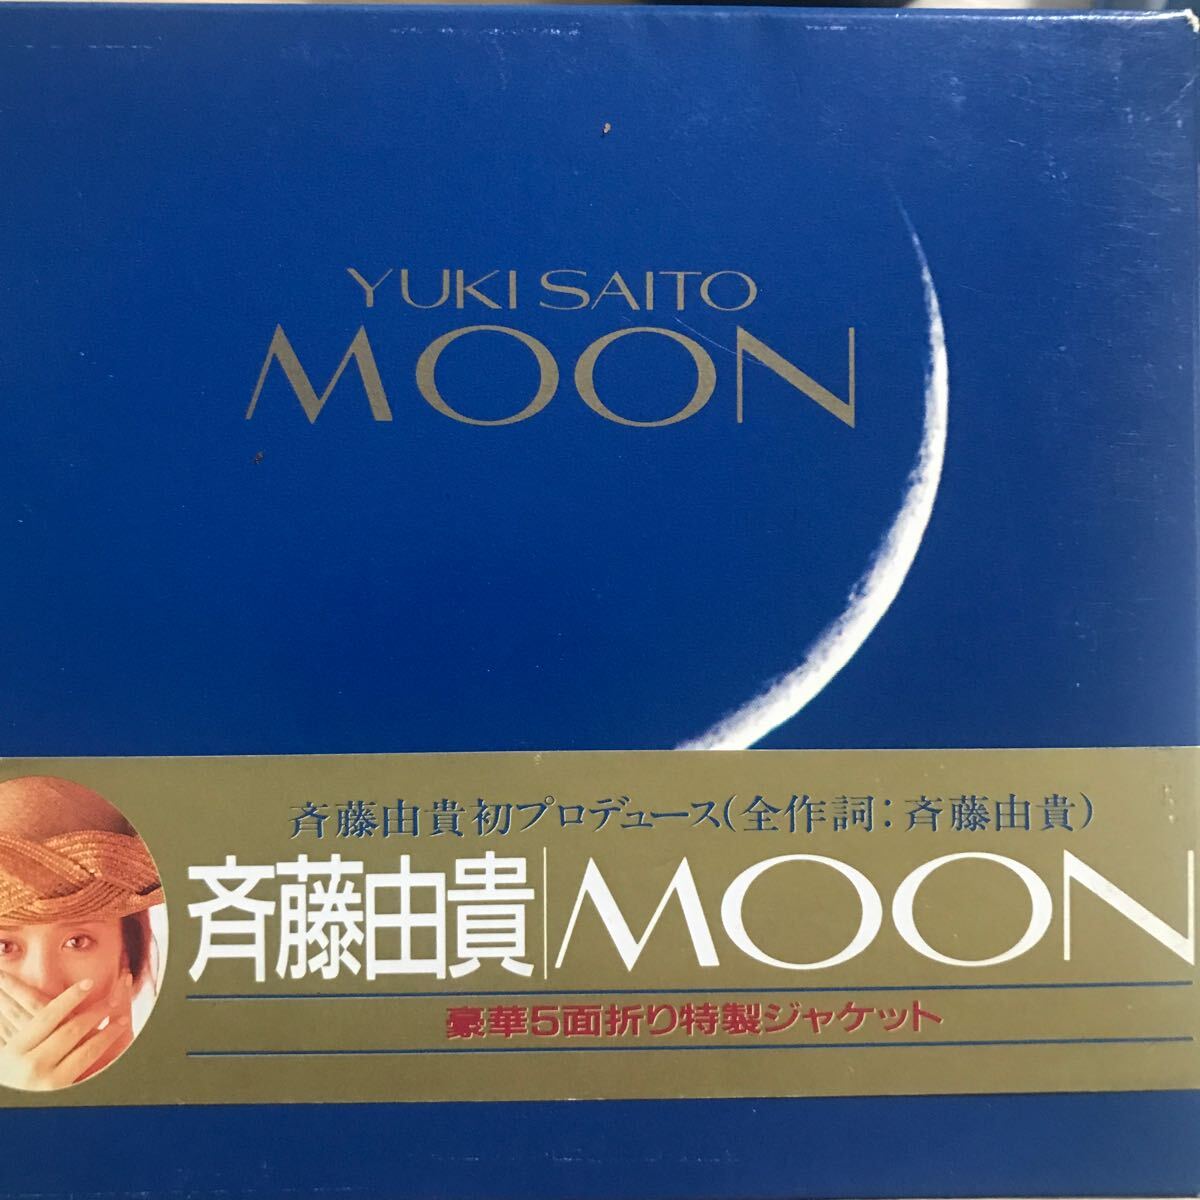 YUKI SAITO
MOON
斉藤由貴初プロデュース(全作詞:斉藤由貴)
斉藤由貴|MOON
豪華5面折り特製ジャケット